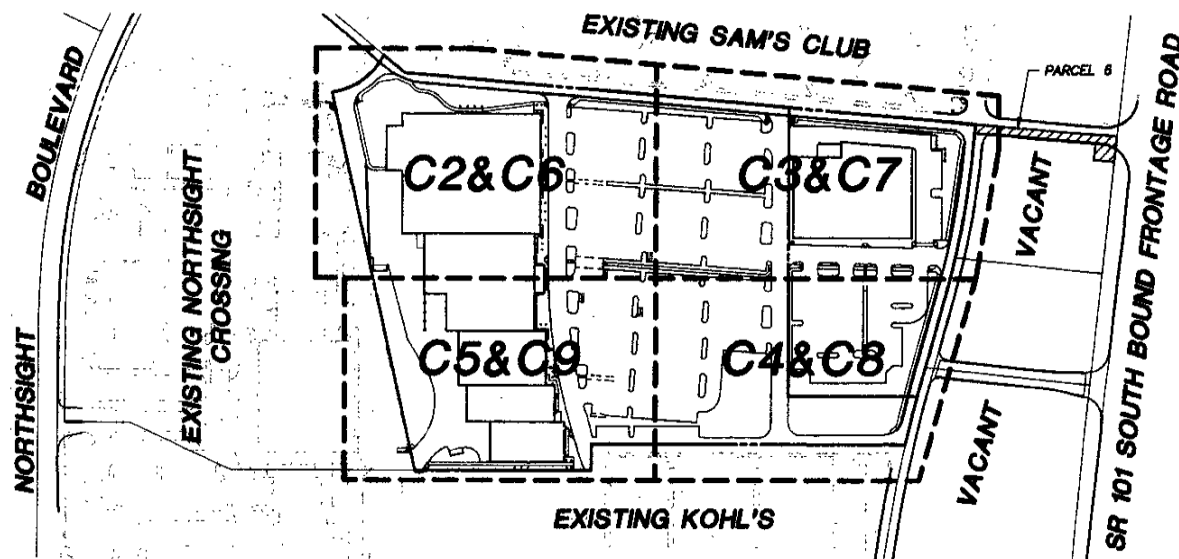 EXISTING SAM'S CLUB
PARCEL 6
BOULEVARD
C2&C6
C3&C7
VACANT
SR 101 SOUTH BOUND FRONTAGE ROAD
EXISTING NORTHSIGHT
CROSSING
C5&C9
C4&C8
NORTHSIGHT
VACANT
EXISTING KOHL'S